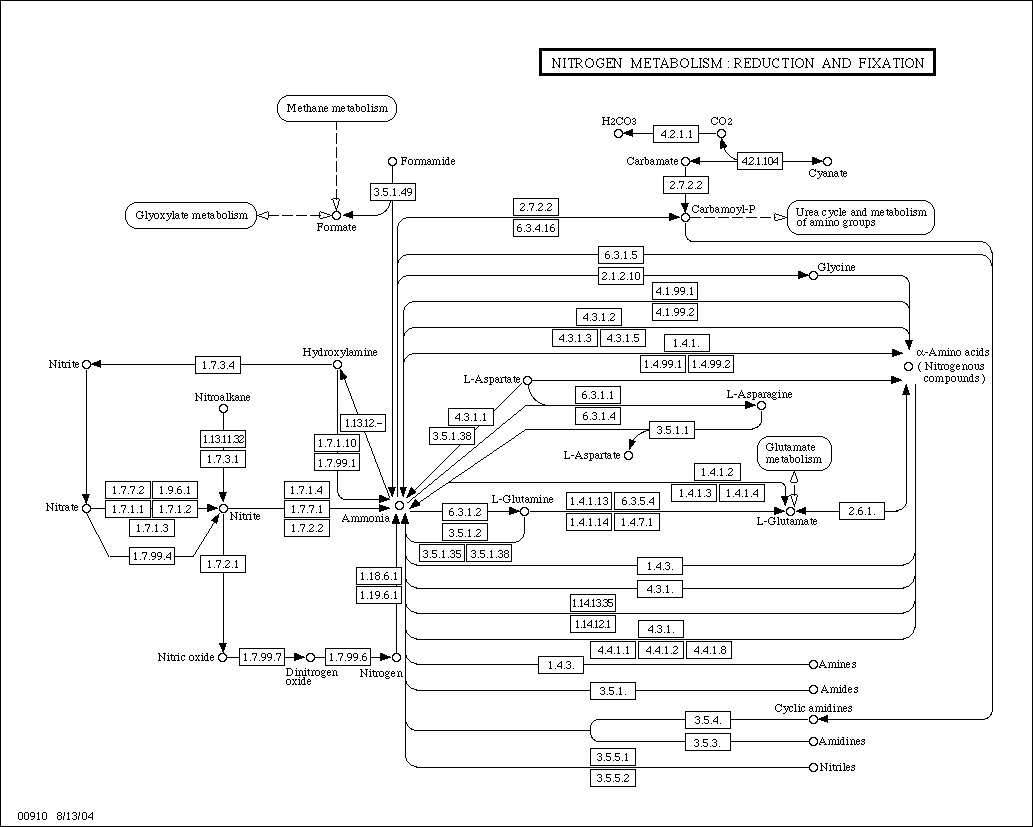 NITROGEN METABOLISM : REDUCTION AND FIXATION
Methane metabolism
H2CO3
CO2
4.2.1.1
Formamide
Carbamate
4.2.1.104
Cyanate
3.5.1.49
2.7.2.2
Glyoxylate metabolism
Formate
2.7.2.2
6.3.4.16
Carbamoyl-P
Urea cycle and metabolism
of amino groups
6.3.1.5
2.1.2.10
Glycine
4.1.99.1
4.1.99.2
4.3.1.2
4.3.1.3
4.3.1.5
1.4.1.
1.4.99.1
1.4.99.2
α-Amino acids
( Nitrogenous
compounds )
Nitrite
1.7.3.4
Hydroxylamine
L-Aspartate
6.3.1.1
6.3.1.4
L-Asparagine
Nitroalkane
1.13.12.-
4.3.1.1
3.5.1.38
3.5.1.1
L-Aspartate
Glutamate
metabolism
1.13.11.32
1.7.3.1
1.7.1.10
1.7.99.1
1.4.1.2
1.4.1.3
1.4.1.4
1.7.7.2
1.9.6.1
1.7.1.1
1.7.1.2
1.7.1.3
Nitrate
Nitrite
1.7.1.4
1.7.7.1
1.7.2.2
Ammonia
L-Glutamine
6.3.1.2
3.5.1.2
3.5.1.35
3.5.1.38
1.4.1.13
6.3.5.4
1.4.1.14
1.4.7.1
L-Glutamate
2.6.1.
1.7.99.4
1.7.2.1
1.18.6.1
1.19.6.1
1.4.3.
4.3.1.
1.14.13.35
1.14.12.1
4.3.1.
4.4.1.1
4.4.1.2
4.4.1.8
Nitric oxide
1.7.99.7
Dinitrogen
oxide
1.7.99.6
Nitrogen
1.4.3.
Amines
3.5.1.
Amides
Cyclic amidines
3.5.4.
3.5.3.
Amidines
3.5.5.1
3.5.5.2
Nitriles
00910 8/13/04